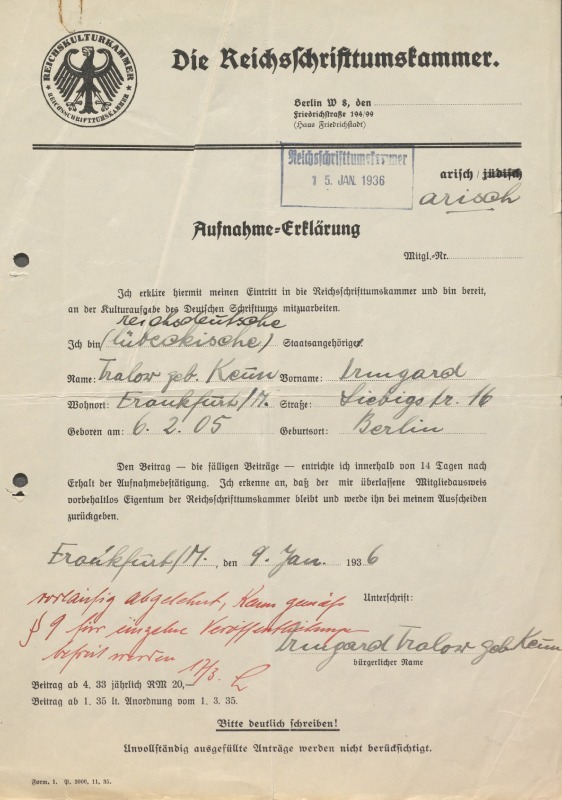 REICHSKULTURKAMMER
* REICHSSCHRIFTTUMSKAMMER *
Die Reichsschrifttumskammer.
Berlin W 8, den
Friedrichstraße 194/99
(Haus Friedrichstadt)
Reichsschrifttumskammer
15. JAN. 1936
arisch / jüdisch
arisch
Aufnahme-Erklärung
Mitgl.-Nr.
Ich erkläre hiermit meinen Eintritt in die Reichsschrifttumskammer und bin bereit,
an der Kulturaufgabe des Deutschen Schrifttums mitzuarbeiten.
reichsdeutsche
Ich bin (lübeckische) Staatsangehörige
Name: Tralow geb. Keun Vorname: Irmgard
Wohnort: Frankfurt/M. Straße: Liebigstr. 16
Geboren am: 6. 2. 05 Geburtsort: Berlin
Den Beitrag — die fälligen Beiträge — entrichte ich innerhalb von 14 Tagen nach
Erhalt der Aufnahmebestätigung. Ich erkenne an, daß der mir überlassene Mitgliedausweis
vorbehaltlos Eigentum der Reichsschrifttumskammer bleibt und werde ihn bei meinem Ausscheiden
zurückgeben.
Frankfurt/M., den 9. Jan. 1936
vorläufig abgelehnt, kann gemäß
Unterschrift:
§ 9 für einzelne Veröffentlichungen
befreit werden 17/3.
Irmgard Tralow geb Keun
bürgerlicher Name
Beitrag ab 4. 33 jährlich RM 20,—
Beitrag ab 1. 35 lt. Anordnung vom 1. 3. 35.
Bitte deutlich schreiben!
Unvollständig ausgefüllte Anträge werden nicht berücksichtigt.
Form. 1. P. 2000, 11. 35.